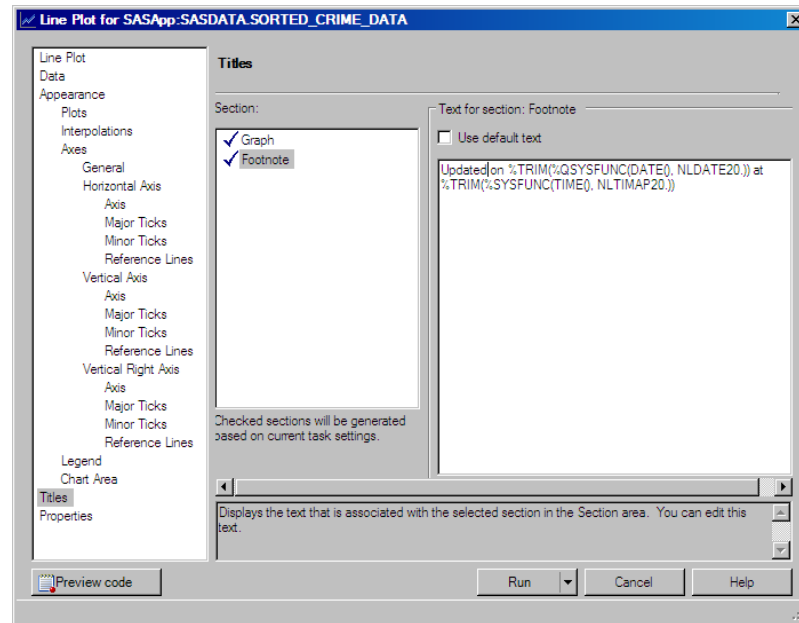 Line Plot for SASApp:SASDATA.SORTED_CRIME_DATA
Line Plot
Data
Appearance
Plots
Interpolations
Axes
General
Horizontal Axis
Axis
Major Ticks
Minor Ticks
Reference Lines
Vertical Axis
Axis
Major Ticks
Minor Ticks
Reference Lines
Vertical Right Axis
Axis
Major Ticks
Minor Ticks
Reference Lines
Legend
Chart Area
Titles
Properties
Titles
Section:
Graph
Footnote
Checked sections will be generated
based on current task settings.
Text for section: Footnote
Use default text
Updated on %TRIM(%QSYSFUNC(DATE(), NLDATE20.)) at
%TRIM(%SYSFUNC(TIME(), NLTIMAP20.))
Displays the text that is associated with the selected section in the Section area. You can edit this
text.
Preview code
Run
Cancel
Help